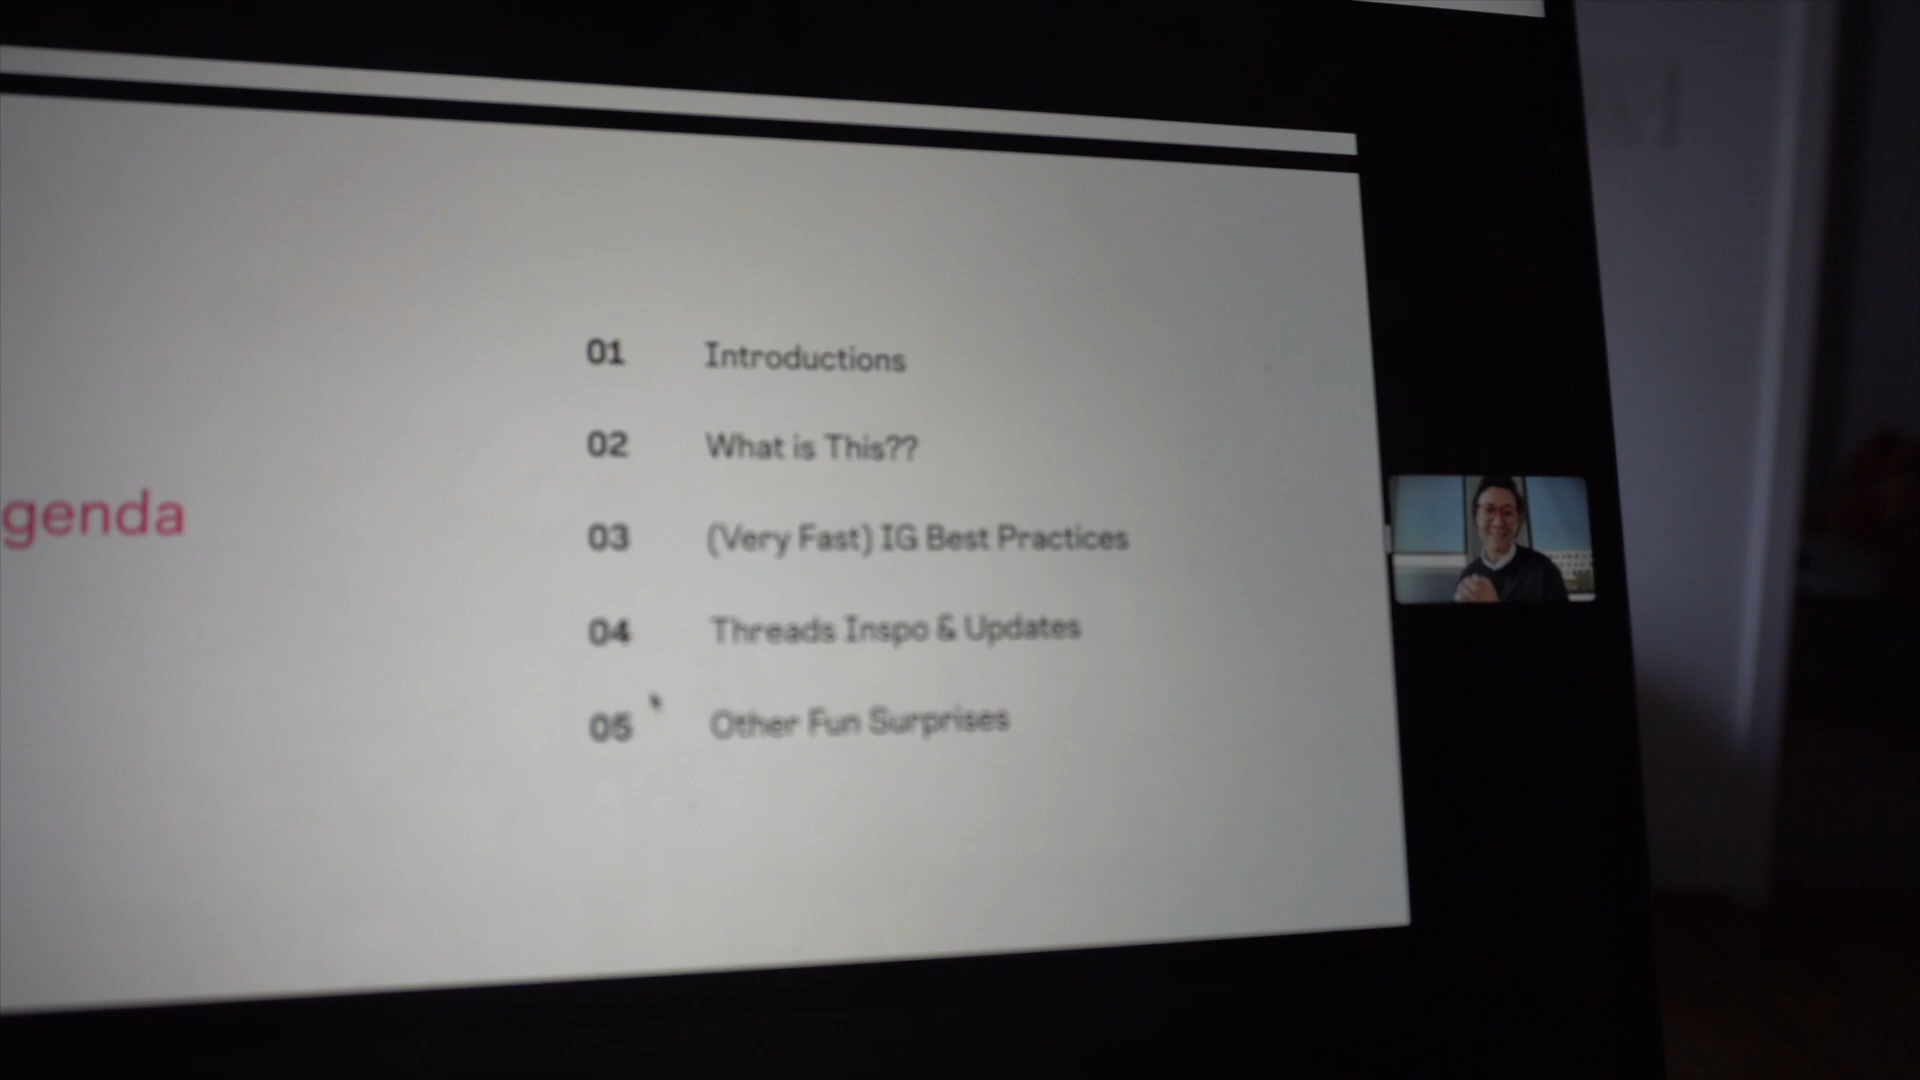 genda
01 Introductions
02 What is This??
03 (Very Fast) IG Best Practices
04 Threads Inspo & Updates
05 Other Fun Surprises